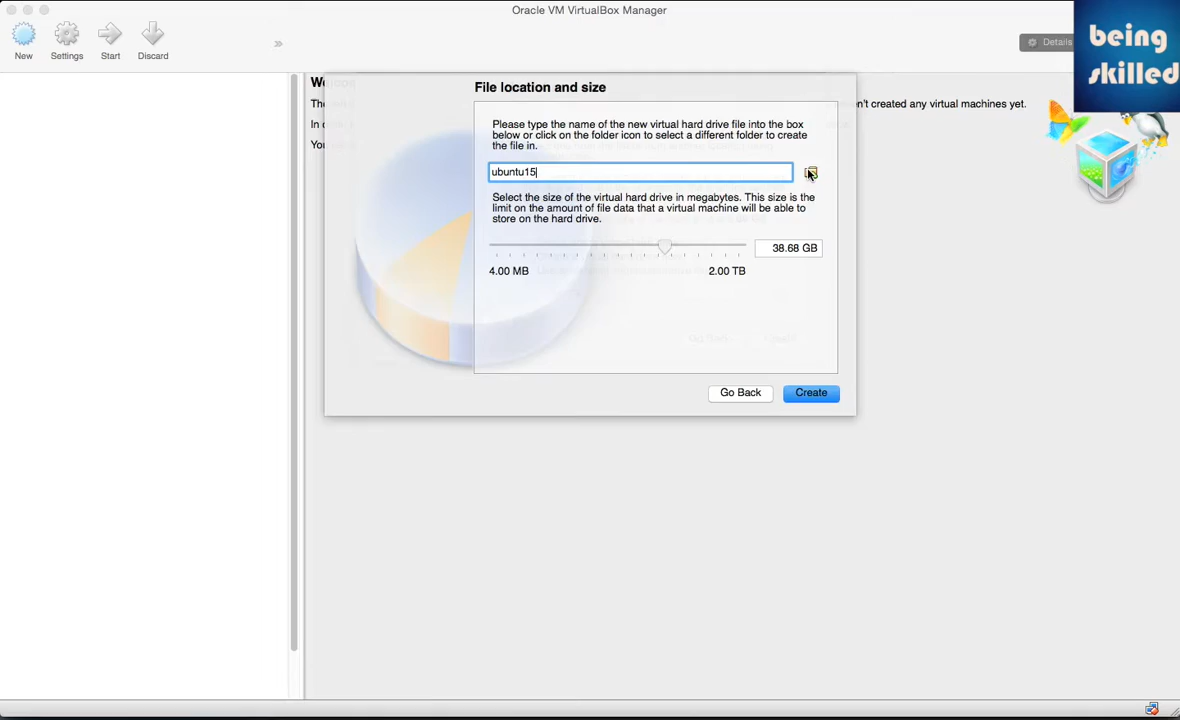 Oracle VM VirtualBox Manager
New
Settings
Start
Discard
»
Details
being
skilled
File location and size
n't created any virtual machines yet.
Please type the name of the new virtual hard drive file into the box
below or click on the folder icon to select a different folder to create
the file in.
ubuntu15
Select the size of the virtual hard drive in megabytes. This size is the
limit on the amount of file data that a virtual machine will be able to
store on the hard drive.
38.68 GB
4.00 MB
2.00 TB
Go Back
Create